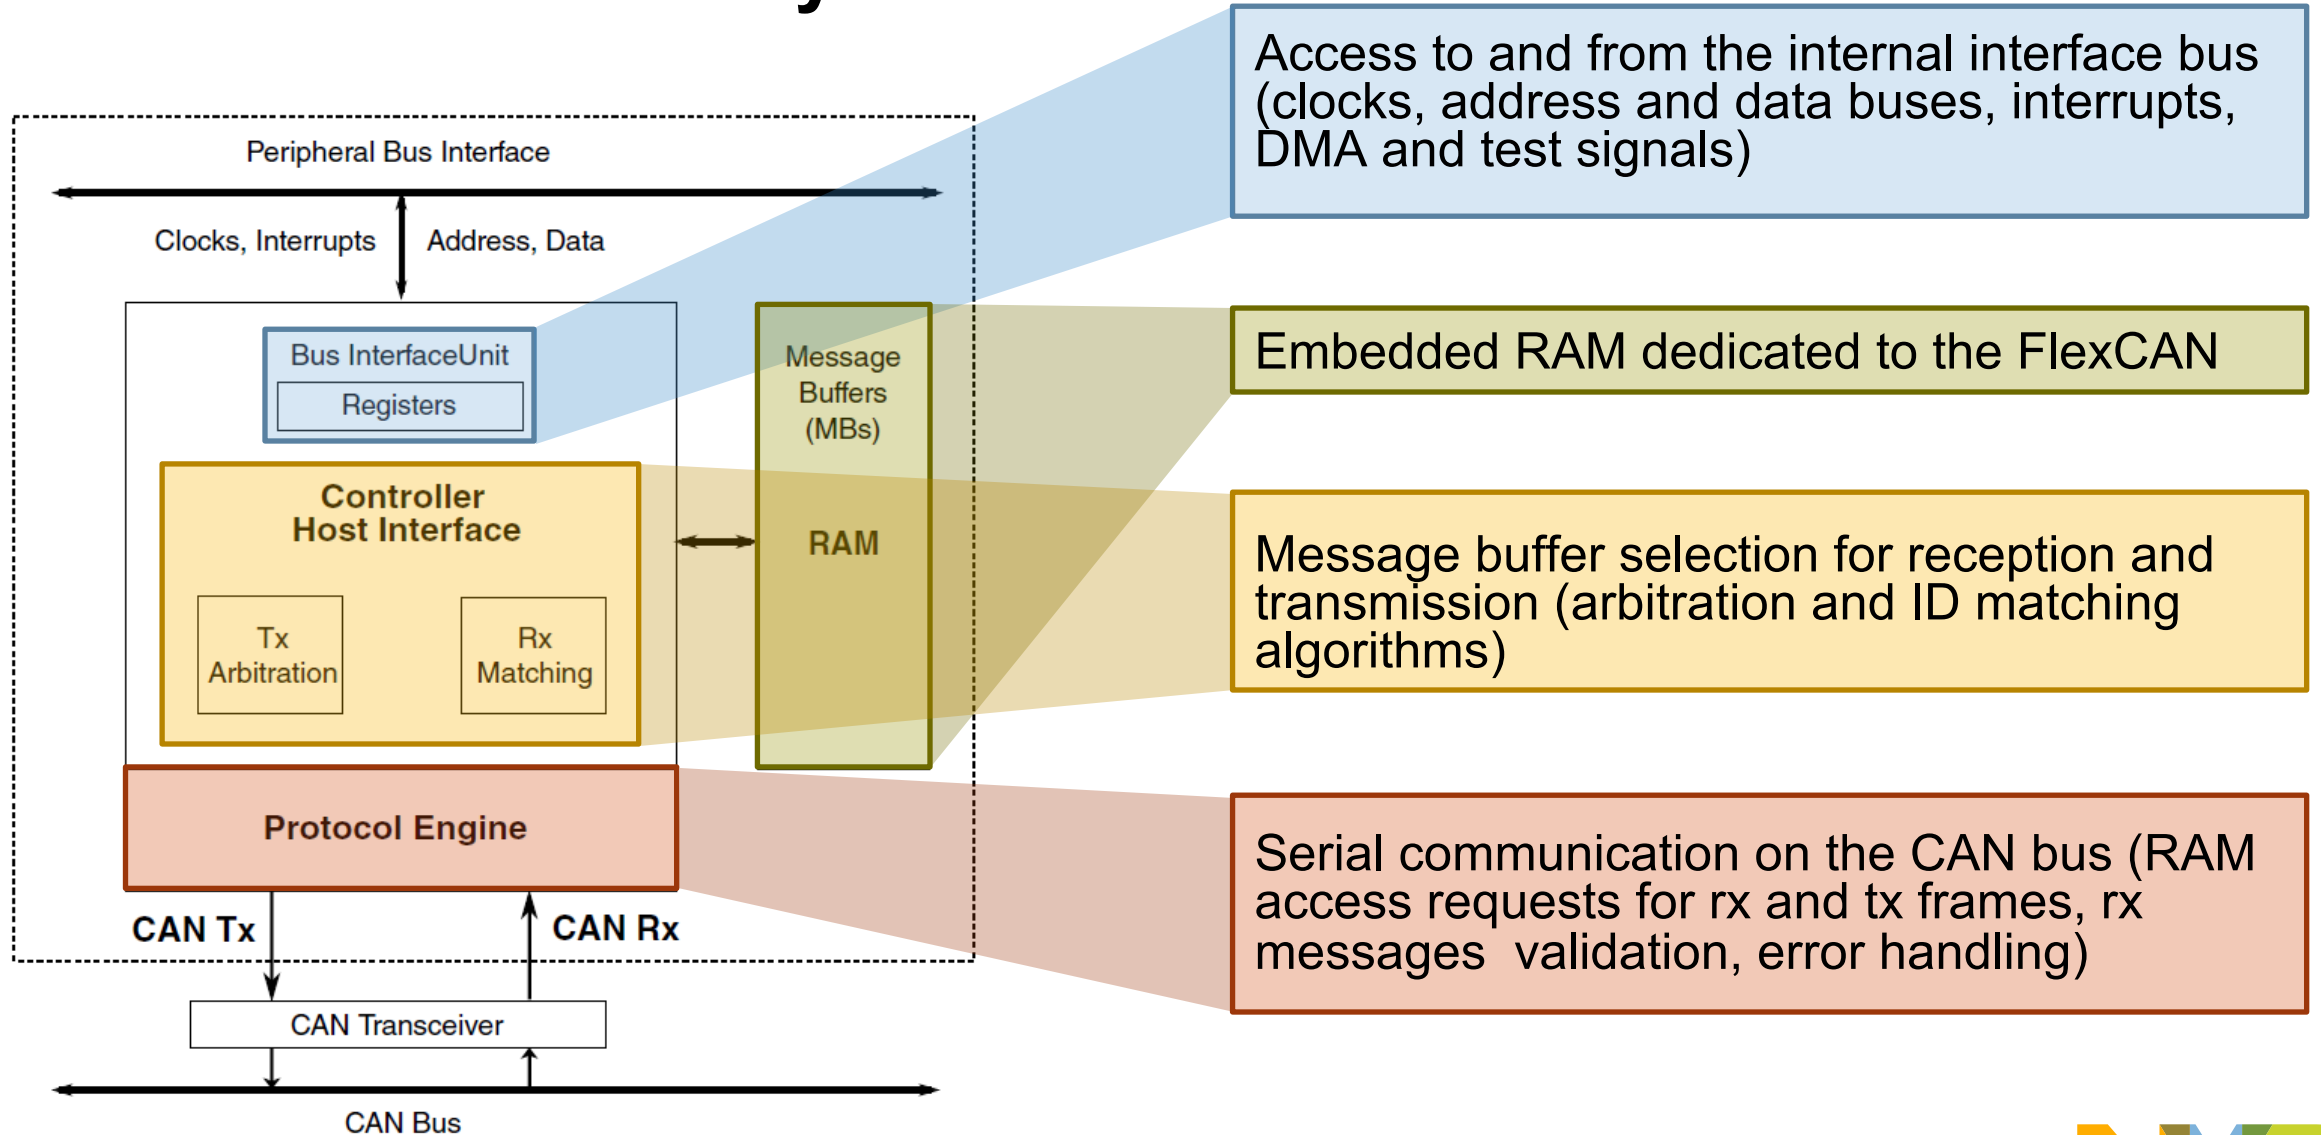 Access to and from the internal interface bus
(clocks, address and data buses, interrupts,
DMA and test signals)
Peripheral Bus Interface
Clocks, Interrupts
Address, Data
Bus InterfaceUnit
Registers
Message
Buffers
(MBs)
RAM
Embedded RAM dedicated to the FlexCAN
Controller
Host Interface
Tx
Arbitration
Rx
Matching
Message buffer selection for reception and
transmission (arbitration and ID matching
algorithms)
Protocol Engine
Serial communication on the CAN bus (RAM
access requests for rx and tx frames, rx
messages  validation, error handling)
CAN Tx
CAN Rx
CAN Transceiver
CAN Bus